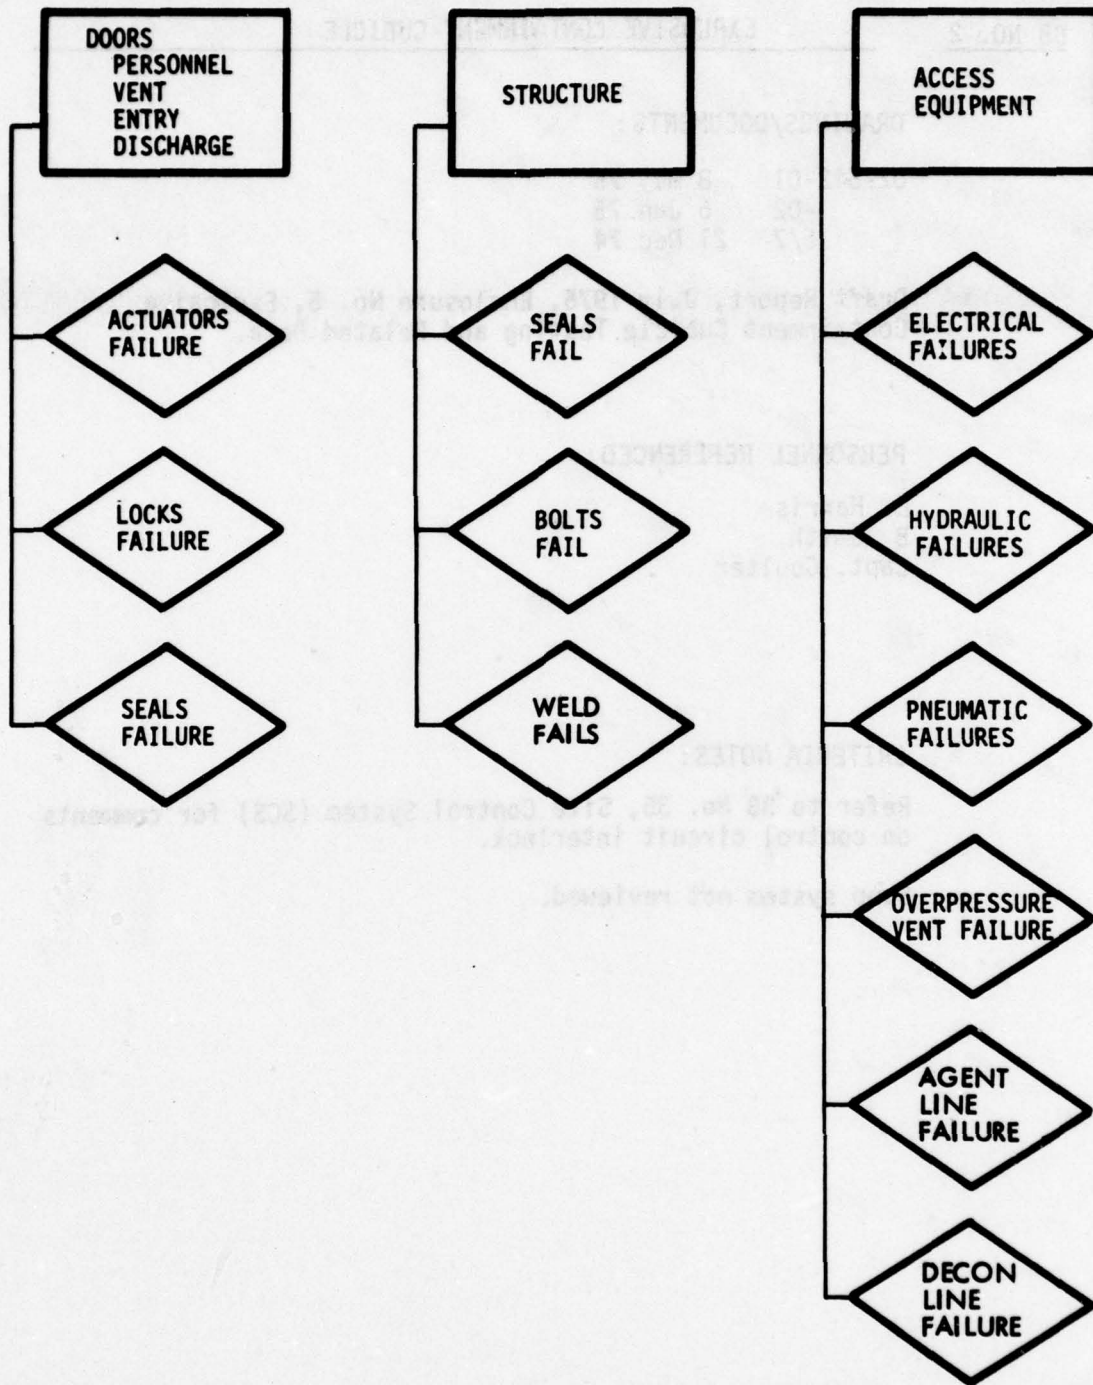 DOORS
PERSONNEL
VENT
ENTRY
DISCHARGE
ACTUATORS
FAILURE
LOCKS
FAILURE
SEALS
FAILURE
STRUCTURE
SEALS
FAIL
BOLTS
FAIL
WELD
FAILS
ACCESS
EQUIPMENT
ELECTRICAL
FAILURES
HYDRAULIC
FAILURES
PNEUMATIC
FAILURES
OVERPRESSURE
VENT FAILURE
AGENT
LINE
FAILURE
DECON
LINE
FAILURE